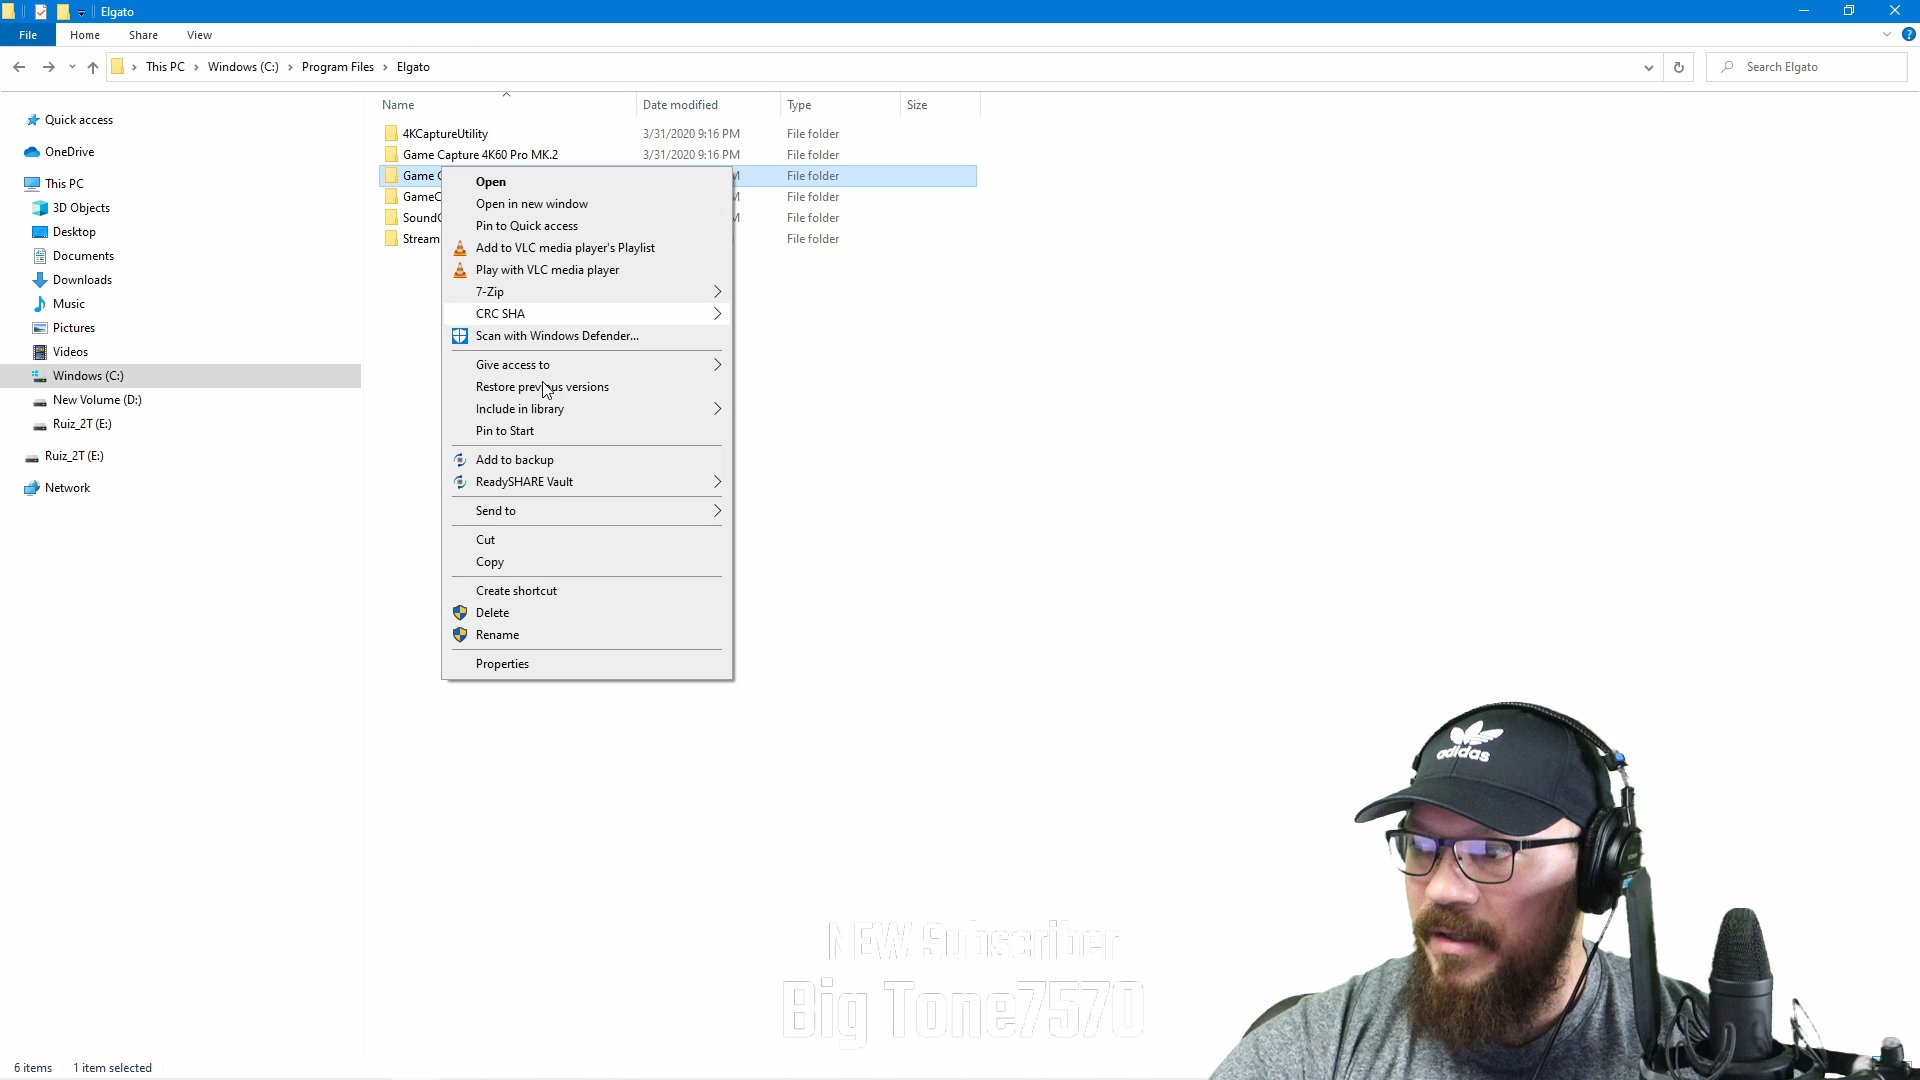 Elgato
File Home Share View
This PC Windows (C:) Program Files Elgato
Search Elgato
Name Date modified Type Size
Quick access
OneDrive
This PC
3D Objects
Desktop
Documents
Downloads
Music
Pictures
Videos
Windows (C:)
New Volume (D:)
Ruiz_2T (E:)
Ruiz_2T (E:)
Network
4KCaptureUtility 3/31/2020 9:16 PM File folder
Game Capture 4K60 Pro MK.2 3/31/2020 9:16 PM File folder
Game File folder
File folder
File folder
Stream File folder
Open
Open in new window
Pin to Quick access
Add to VLC media player's Playlist
Play with VLC media player
7-Zip
CRC SHA
Scan with Windows Defender...
Give access to
Restore previous versions
Include in library
Pin to Start
Add to backup
ReadySHARE Vault
Send to
Cut
Copy
Create shortcut
Delete
Rename
Properties
adidas
NEW Subscriber
Big Tone7570
6 items 1 item selected